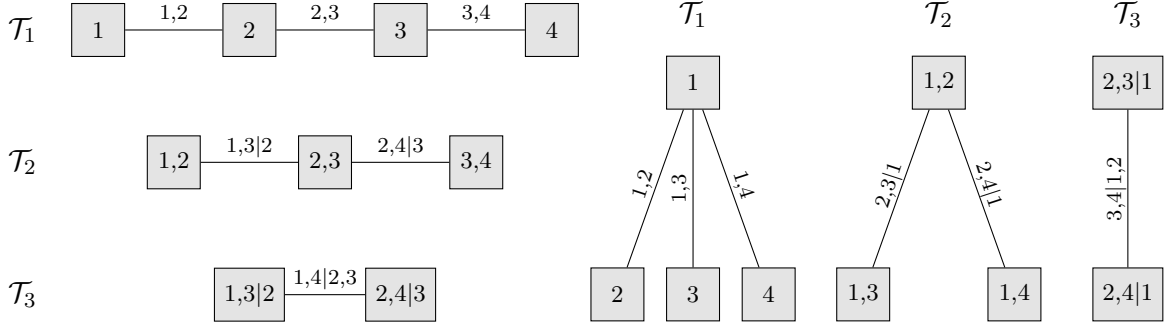 𝒯₁ 1 1,2 2 2,3 3 3,4 4
𝒯₂ 1,2 1,3|2 2,3 2,4|3 3,4
𝒯₃ 1,3|2 1,4|2,3 2,4|3
𝒯₁ 𝒯₂ 𝒯₃
1 1,2 2,3|1
1,2 1,3 1,4 2,3|1 2,4|1 3,4|1,2
2 3 4 1,3 1,4 2,4|1